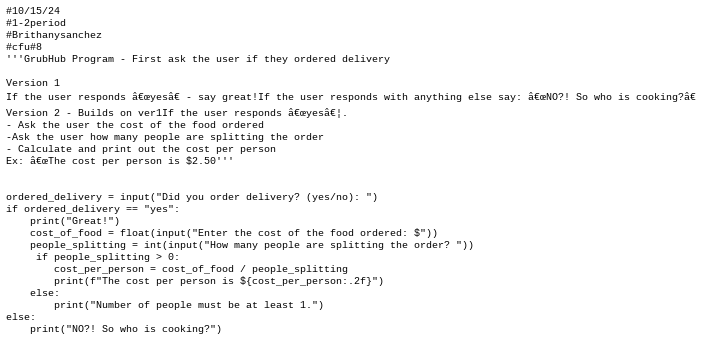 #10/15/24
#1-2period
#Brithanysanchez
#cfu#8
'''GrubHub Program - First ask the user if they ordered delivery
Version 1
If the user responds â€œyesâ€ - say great!If the user responds with anything else say: â€œNO?! So who is cooking?â€
Version 2 - Builds on ver1If the user responds â€œyesâ€¦.
- Ask the user the cost of the food ordered
-Ask the user how many people are splitting the order
- Calculate and print out the cost per person
Ex: â€œThe cost per person is $2.50'''
ordered_delivery = input("Did you order delivery? (yes/no): ")
if ordered_delivery == "yes":
    print("Great!")
    cost_of_food = float(input("Enter the cost of the food ordered: $"))
    people_splitting = int(input("How many people are splitting the order? "))
     if people_splitting > 0:
        cost_per_person = cost_of_food / people_splitting
        print(f"The cost per person is ${cost_per_person:.2f}")
    else:
        print("Number of people must be at least 1.")
else:
    print("NO?! So who is cooking?")